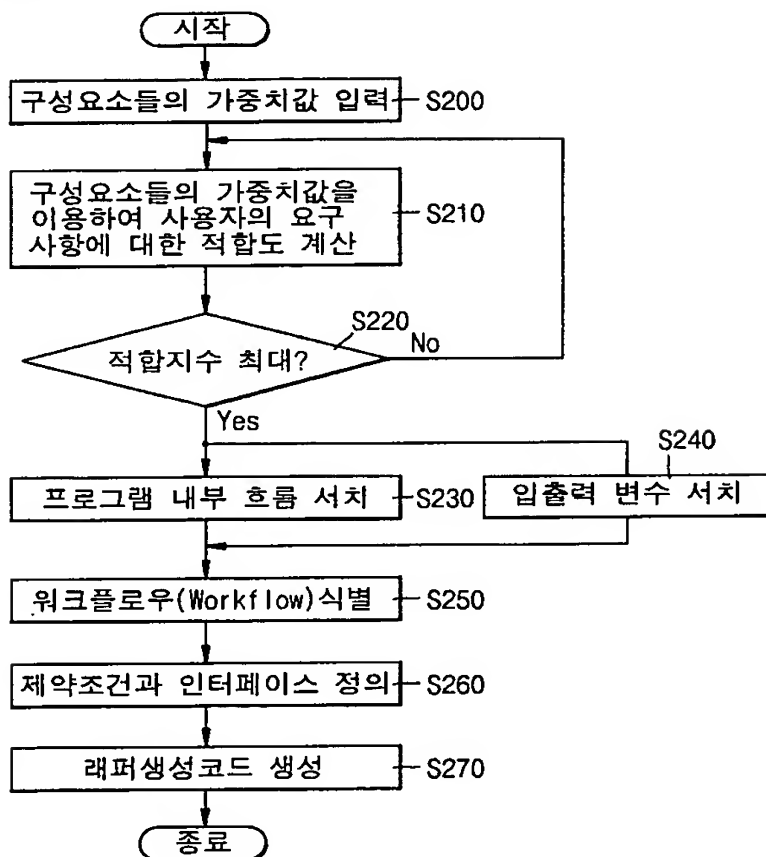 시작
구성요소들의 가중치값 입력
S200
구성요소들의 가중치값을
이용하여 사용자의 요구
사항에 대한 적합도 계산
S210
S220
적합지수 최대?
No
Yes
S240
프로그램 내부 흐름 서치
S230
입출력 변수 서치
워크플로우(Workflow)식별
S250
제약조건과 인터페이스 정의
S260
래퍼생성코드 생성
S270
종료